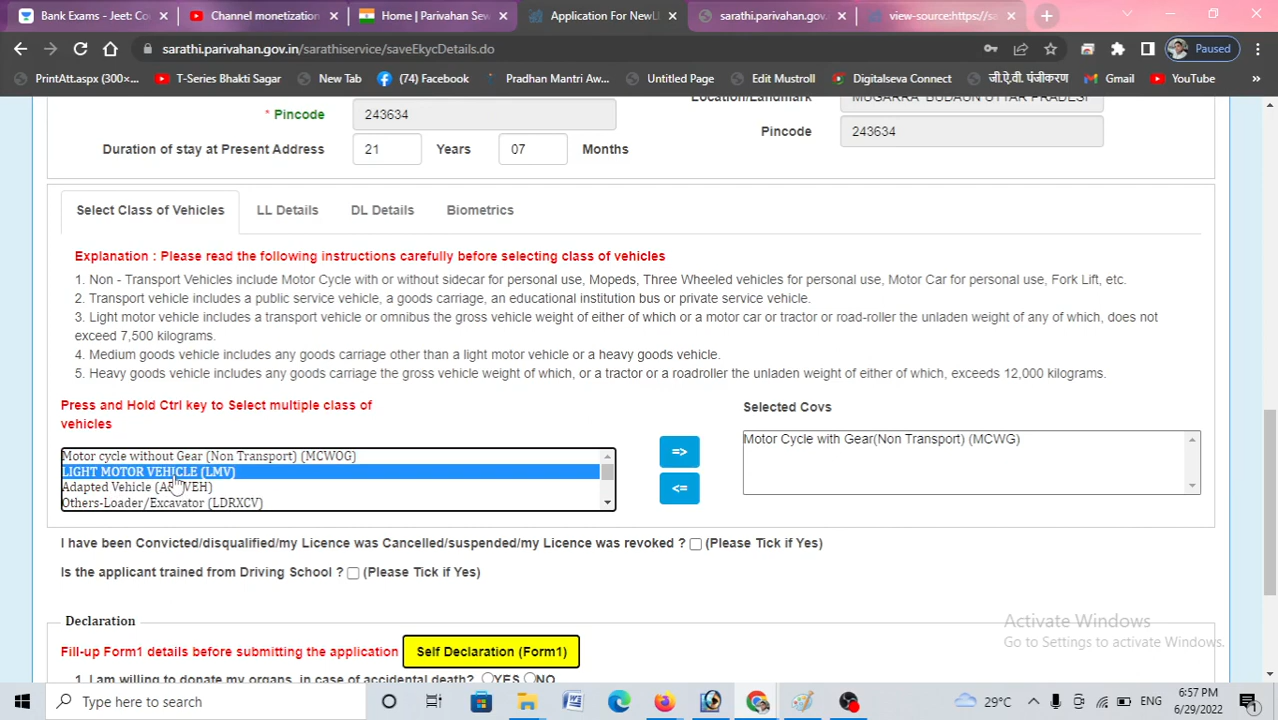 Bank Exams - Jeet: Co
Channel monetization
Home | Parivahan Sew
Application For NewLL
sarathi.parivahan.gov.
view-source:https://sa
sarathi.parivahan.gov.in/sarathiservice/saveEkycDetails.do
Paused
PrintAtt.aspx (300×...
T-Series Bhakti Sagar
New Tab
(74) Facebook
Pradhan Mantri Aw...
Untitled Page
Edit Mustroll
Digitalseva Connect
जी.ऐ.वी. पंजीकरण
Gmail
YouTube
»
Location/Landmark MUGARRA BUDAUN UTTAR PRADESH
* Pincode 243634
Pincode 243634
Duration of stay at Present Address 21 Years 07 Months
Select Class of Vehicles
LL Details
DL Details
Biometrics
Explanation : Please read the following instructions carefully before selecting class of vehicles
1. Non - Transport Vehicles include Motor Cycle with or without sidecar for personal use, Mopeds, Three Wheeled vehicles for personal use, Motor Car for personal use, Fork Lift, etc.
2. Transport vehicle includes a public service vehicle, a goods carriage, an educational institution bus or private service vehicle.
3. Light motor vehicle includes a transport vehicle or omnibus the gross vehicle weight of either of which or a motor car or tractor or road-roller the unladen weight of any of which, does not
exceed 7,500 kilograms.
4. Medium goods vehicle includes any goods carriage other than a light motor vehicle or a heavy goods vehicle.
5. Heavy goods vehicle includes any goods carriage the gross vehicle weight of which, or a tractor or a roadroller the unladen weight of either of which, exceeds 12,000 kilograms.
Press and Hold Ctrl key to Select multiple class of
vehicles
Selected Covs
Motor cycle without Gear (Non Transport) (MCWOG)
LIGHT MOTOR VEHICLE (LMV)
Adapted Vehicle
Others-Loader/Excavator (LDRXCV)
=>
<=
Motor Cycle with Gear(Non Transport) (MCWG)
I have been Convicted/disqualified/my Licence was Cancelled/suspended/my Licence was revoked ? (Please Tick if Yes)
Is the applicant trained from Driving School ? (Please Tick if Yes)
Declaration
Fill-up Form1 details before submitting the application
Self Declaration (Form1)
1. I am willing to donate my organs, in case of accidental death? YES NO
Activate Windows
Go to Settings to activate Windows.
Type here to search
29°C
ENG
6:57 PM
6/29/2022
1